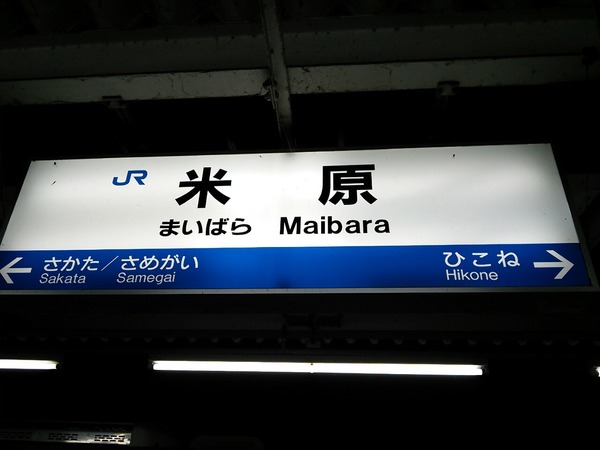 JR 米原
まいばら Maibara
← さかた／さめがい ひこね →
Sakata Samegai Hikone